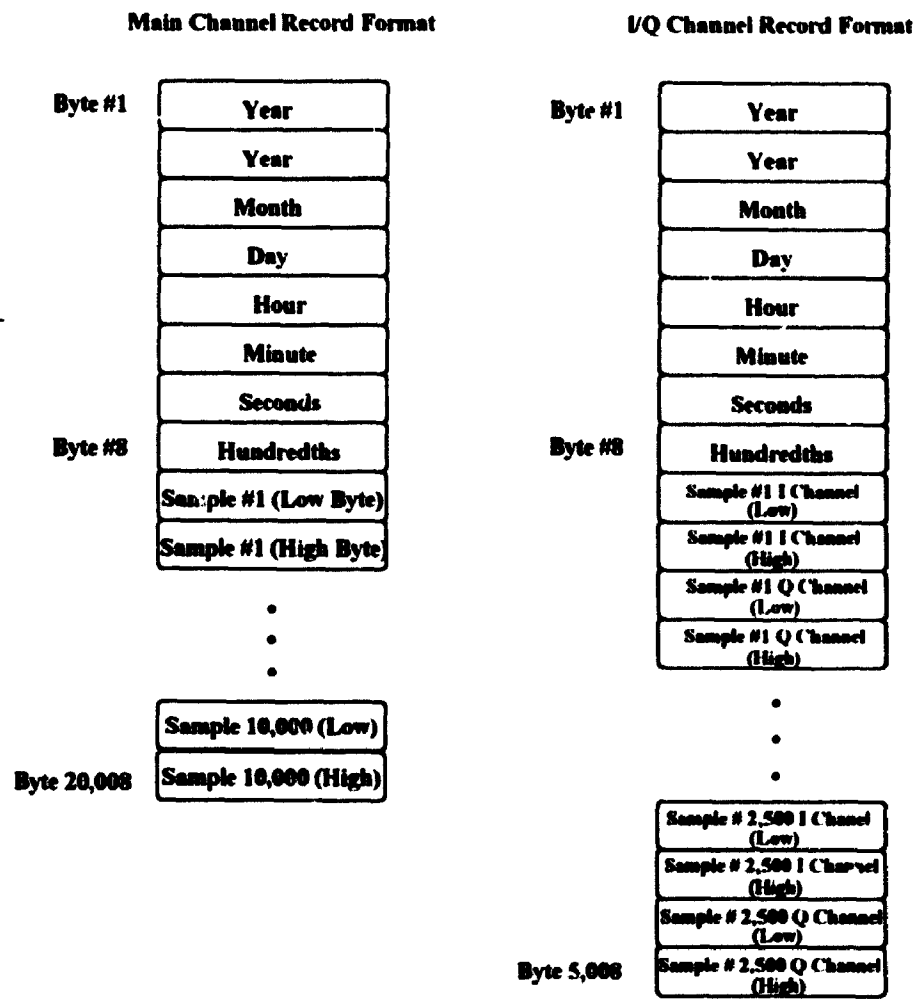 Main Channel Record Format
Byte #1
Year
Year
Month
Day
Hour
Minute
Seconds
Byte #8
Hundredths
Sample #1 (Low Byte)
Sample #1 (High Byte)
Sample 10,000 (Low)
Byte 20,008
Sample 10,000 (High)
I/Q Channel Record Format
Byte #1
Year
Year
Month
Day
Hour
Minute
Seconds
Byte #8
Hundredths
Sample #1 I Channel
(Low)
Sample #1 I Channel
(High)
Sample #1 Q Channel
(Low)
Sample #1 Q Channel
(High)
Sample # 2,500 I Chanel
(Low)
Sample # 2,500 I Channel
(High)
Sample # 2,500 Q Channel
(Low)
Byte 5,008
Sample # 2,500 Q Channel
(High)